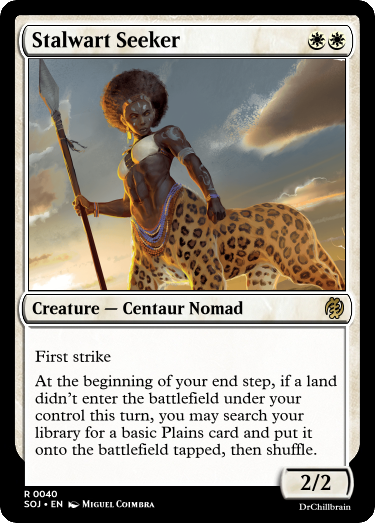 Stalwart Seeker
Creature — Centaur Nomad
First strike
At the beginning of your end step, if a land
didn't enter the battlefield under your
control this turn, you may search your
library for a basic Plains card and put it
onto the battlefield tapped, then shuffle.
2/2
R 0040
SOJ • EN Miguel Coimbra
DrChillbrain